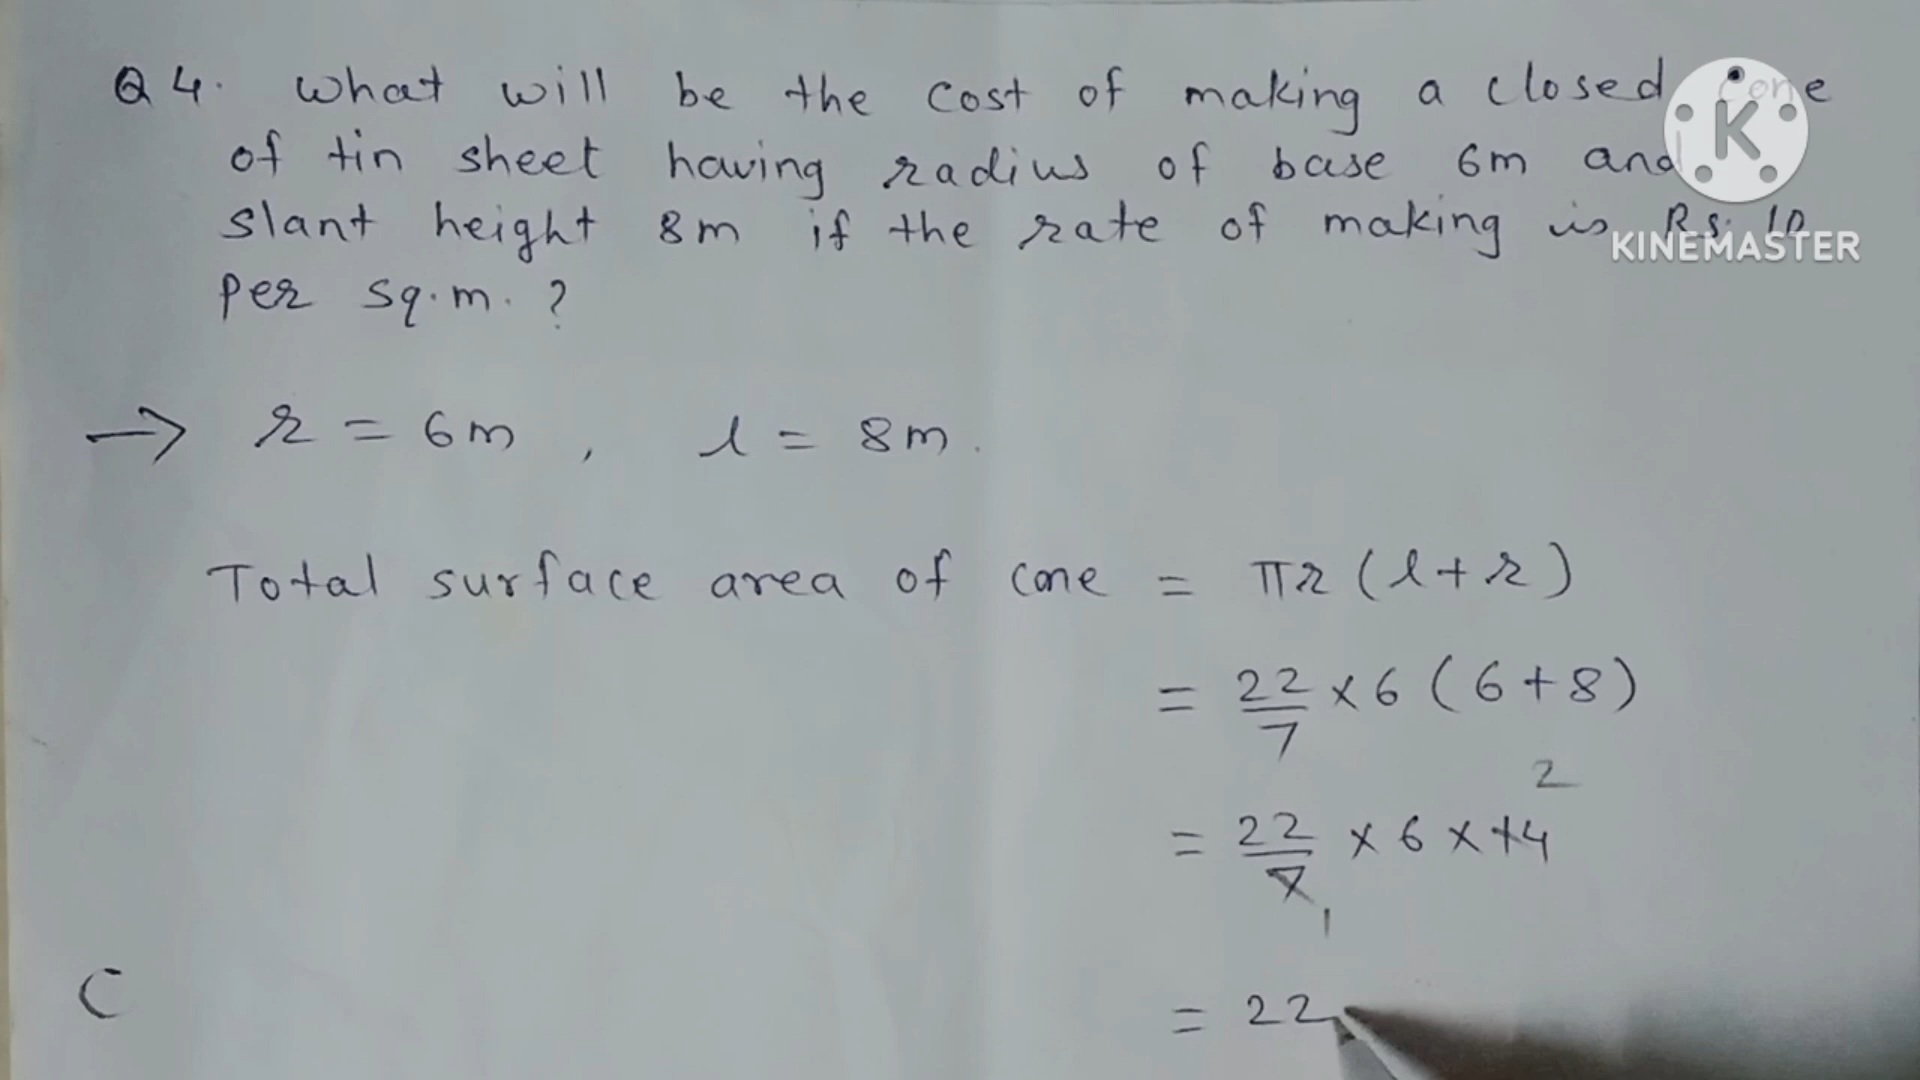 Q 4. What will be the cost of making a closed cone
of tin sheet having radius of base 6m and
slant height 8m if the rate of making is Rs. 10
per sq.m. ?
K
KINEMASTER
→ r = 6m , l = 8m.
Total surface area of cone = πr (l+r)
= 22/7 × 6 (6+8)
2
= 22/7 × 6 × 14
1
C
= 22